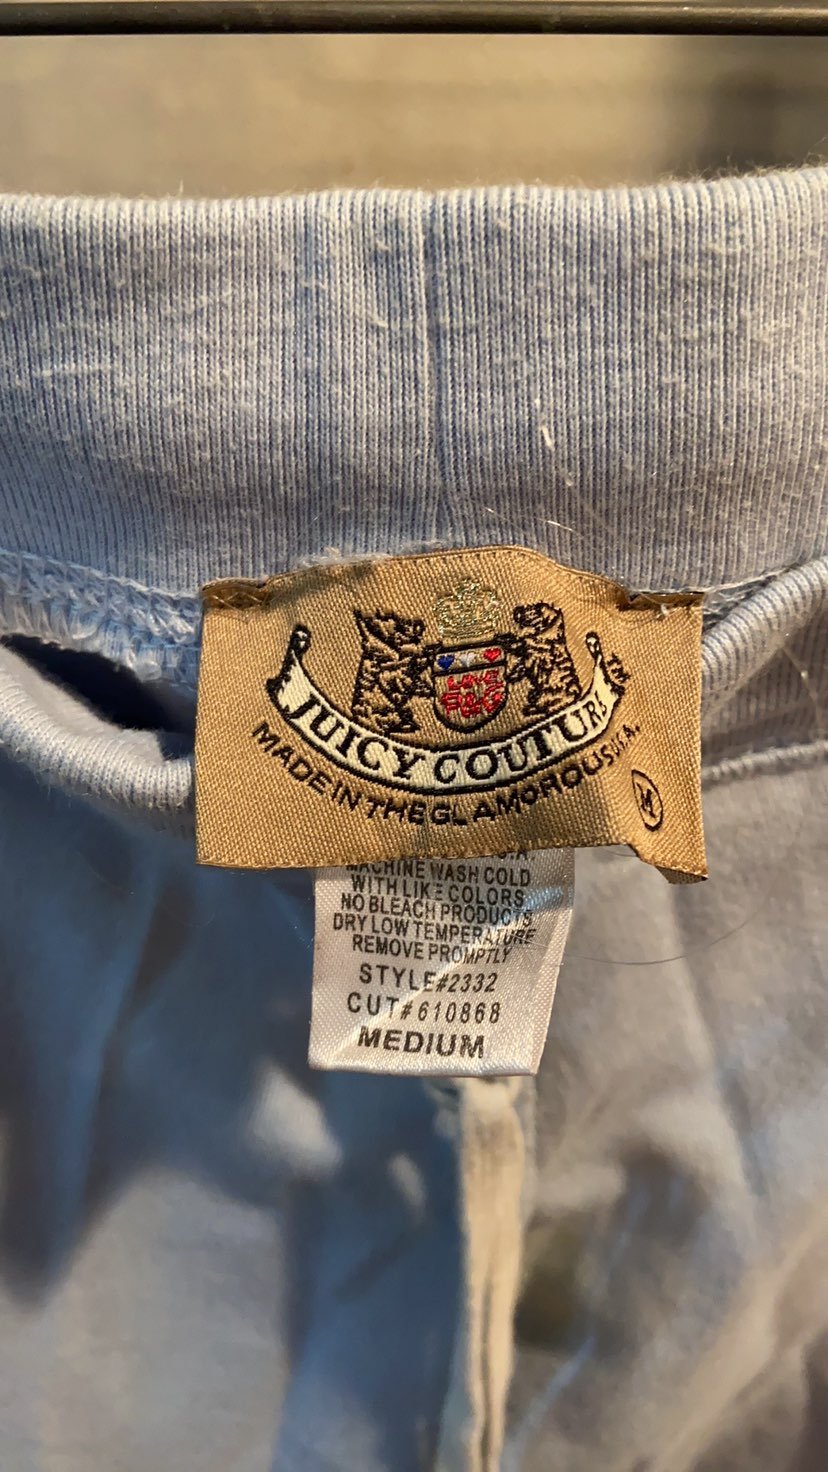 LOVE
P&G
JUICY COUTURE
MADE IN THE GLAMOROUS U.S.A.
M
MACHINE WASH COLD
WITH LIKE COLORS
NO BLEACH PRODUCTS
DRY LOW TEMPERATURE
REMOVE PROMPTLY
STYLE#2332
CUT#610868
MEDIUM